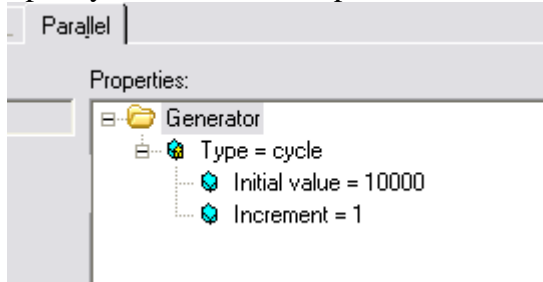 Parallel
Properties:
Generator
Type = cycle
Initial value = 10000
Increment = 1